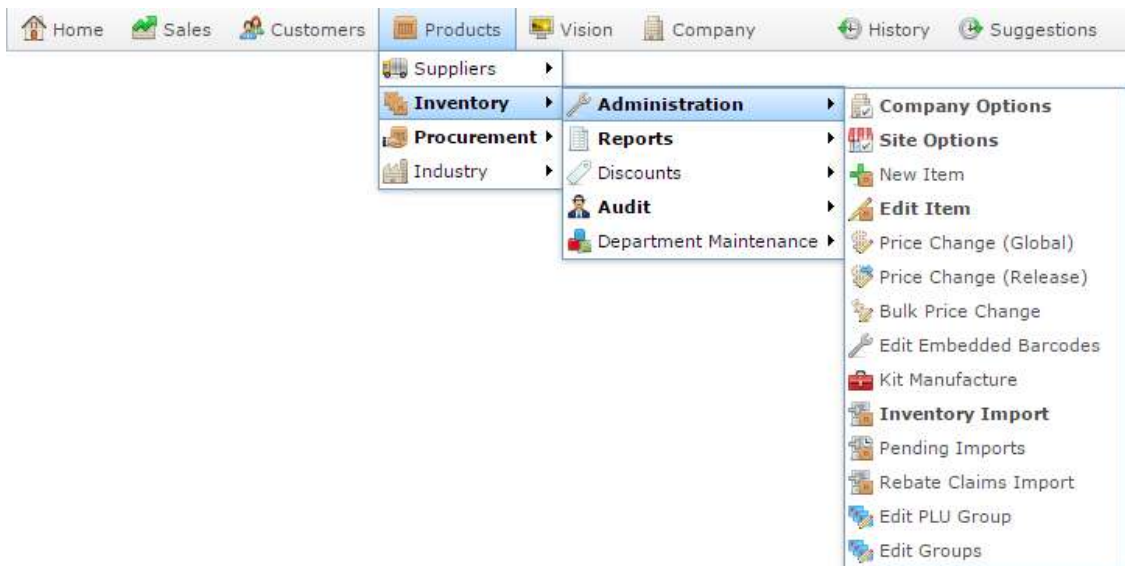 Home Sales Customers Products Vision Company History Suggestions
Suppliers
Inventory
Procurement
Industry
Administration
Reports
Discounts
Audit
Department Maintenance
Company Options
Site Options
New Item
Edit Item
Price Change (Global)
Price Change (Release)
Bulk Price Change
Edit Embedded Barcodes
Kit Manufacture
Inventory Import
Pending Imports
Rebate Claims Import
Edit PLU Group
Edit Groups